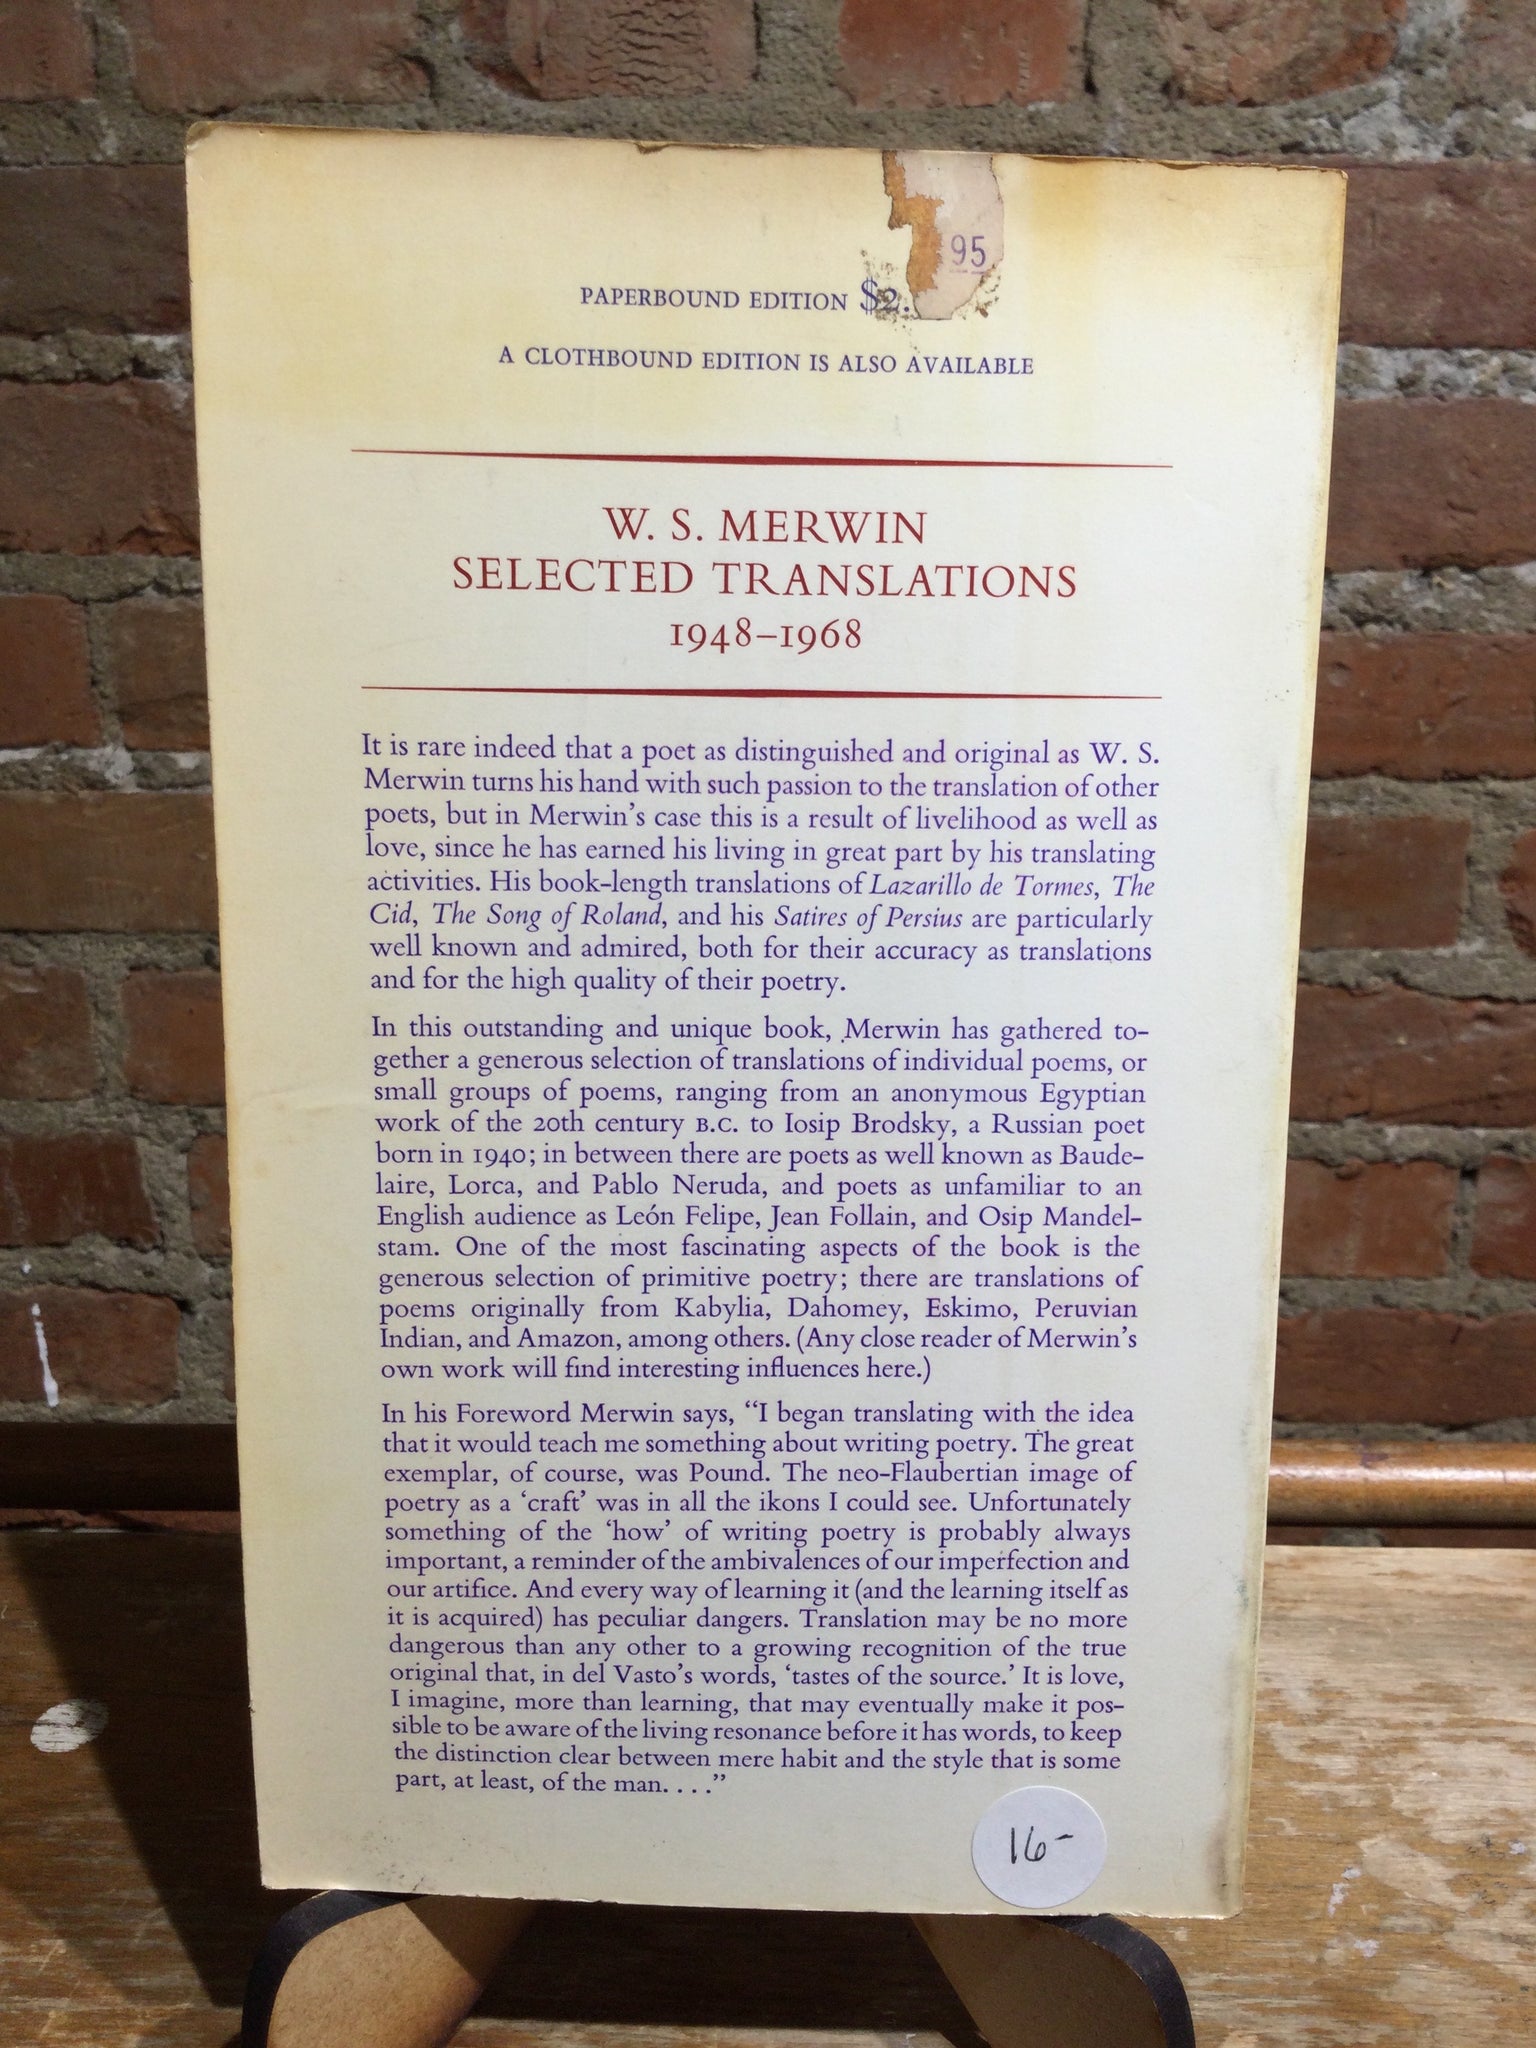 95
PAPERBOUND EDITION $2.
A CLOTHBOUND EDITION IS ALSO AVAILABLE
W. S. MERWIN
SELECTED TRANSLATIONS
1948–1968
It is rare indeed that a poet as distinguished and original as W. S.
Merwin turns his hand with such passion to the translation of other
poets, but in Merwin's case this is a result of livelihood as well as
love, since he has earned his living in great part by his translating
activities. His book-length translations of Lazarillo de Tormes, The
Cid, The Song of Roland, and his Satires of Persius are particularly
well known and admired, both for their accuracy as translations
and for the high quality of their poetry.
In this outstanding and unique book, Merwin has gathered to-
gether a generous selection of translations of individual poems, or
small groups of poems, ranging from an anonymous Egyptian
work of the 20th century B.C. to Iosip Brodsky, a Russian poet
born in 1940; in between there are poets as well known as Baude-
laire, Lorca, and Pablo Neruda, and poets as unfamiliar to an
English audience as León Felipe, Jean Follain, and Osip Mandel-
stam. One of the most fascinating aspects of the book is the
generous selection of primitive poetry; there are translations of
poems originally from Kabylia, Dahomey, Eskimo, Peruvian
Indian, and Amazon, among others. (Any close reader of Merwin's
own work will find interesting influences here.)
In his Foreword Merwin says, "I began translating with the idea
that it would teach me something about writing poetry. The great
exemplar, of course, was Pound. The neo-Flaubertian image of
poetry as a 'craft' was in all the ikons I could see. Unfortunately
something of the 'how' of writing poetry is probably always
important, a reminder of the ambivalences of our imperfection and
our artifice. And every way of learning it (and the learning itself as
it is acquired) has peculiar dangers. Translation may be no more
dangerous than any other to a growing recognition of the true
original that, in del Vasto's words, 'tastes of the source.' It is love,
I imagine, more than learning, that may eventually make it pos-
sible to be aware of the living resonance before it has words, to keep
the distinction clear between mere habit and the style that is some
part, at least, of the man. . . ."
16-